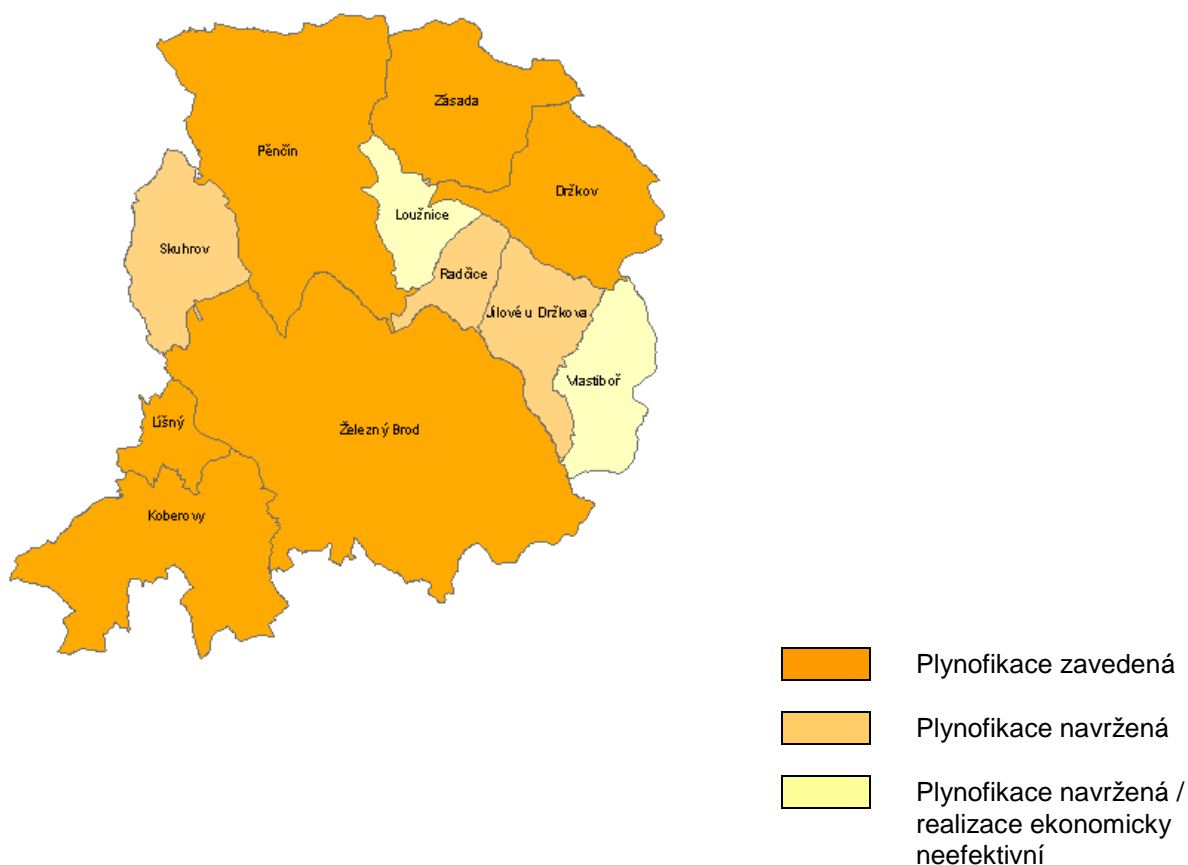 Zásada
Pěnčín
Držkov
Loužnice
Skuhrov
Radčice
Jílové u Držkova
Vlastiboř
Líšný
Železný Brod
Koberovy
Plynofikace zavedená
Plynofikace navržená
Plynofikace navržená /
realizace ekonomicky
neefektivní